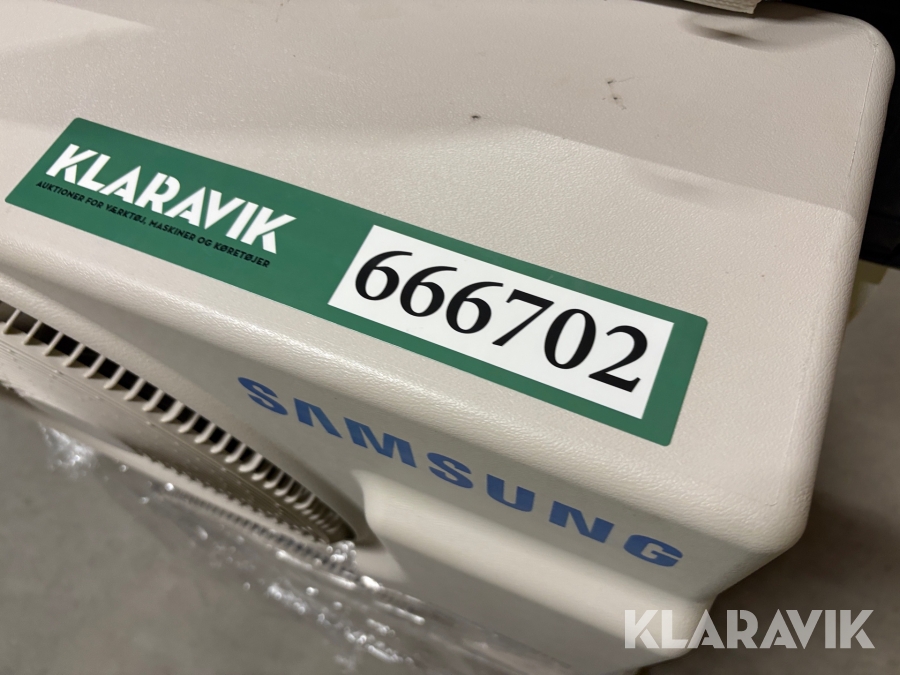 KLARAVIK
AUKTIONER FOR VÆRKTØJ, MASKINER OG KØRETØJER
666702
SAMSUNG
KLARAVIK